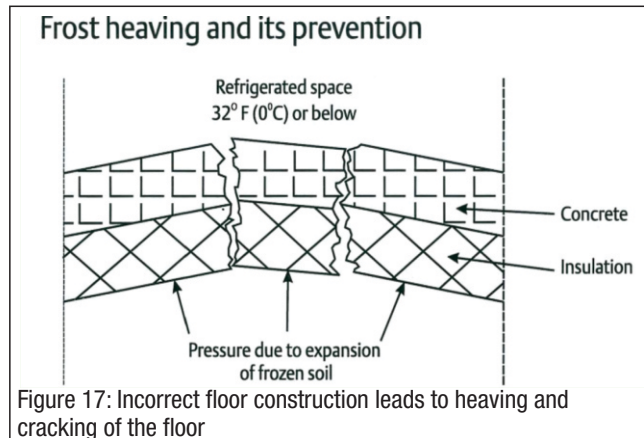 Frost heaving and its prevention
Refrigerated space
32° F (0°C) or below
Concrete
Insulation
Pressure due to expansion
of frozen soil
Figure 17: Incorrect floor construction leads to heaving and
cracking of the floor